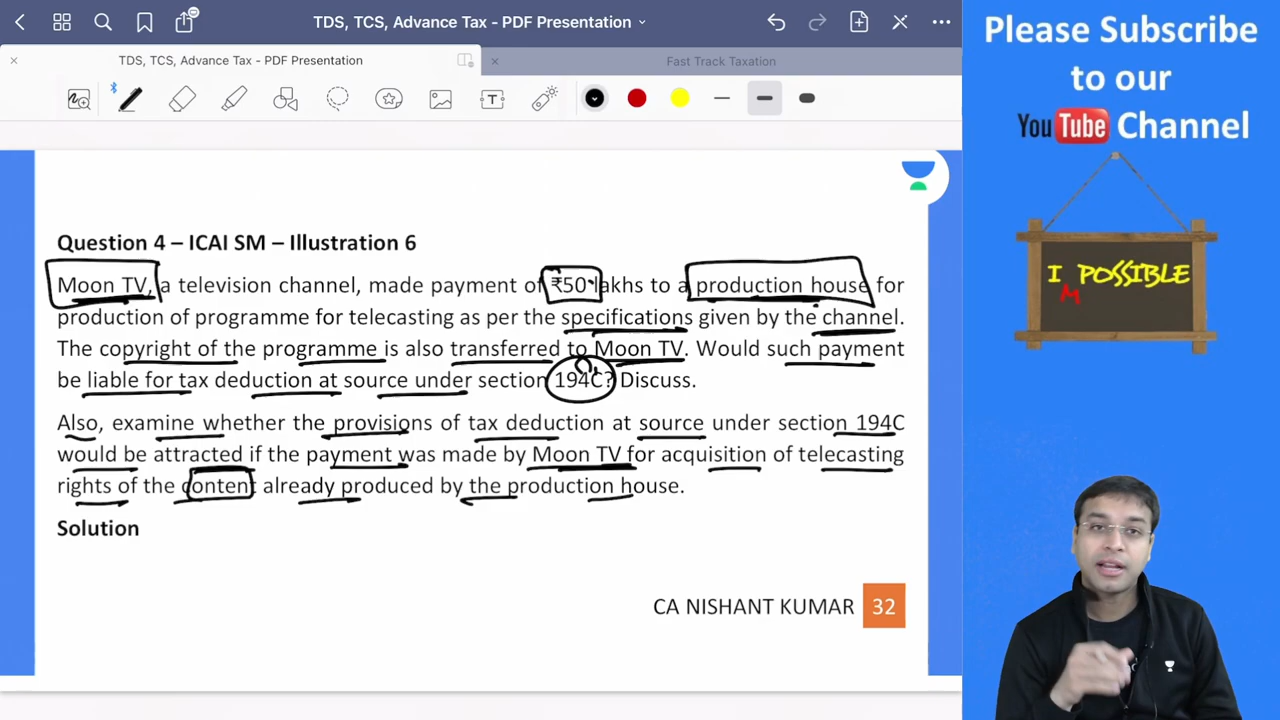 TDS, TCS, Advance Tax - PDF Presentation
TDS, TCS, Advance Tax - PDF Presentation
Fast Track Taxation
Question 4 – ICAI SM – Illustration 6
Moon TV, a television channel, made payment of ₹50 lakhs to a production house for
production of programme for telecasting as per the specifications given by the channel.
The copyright of the programme is also transferred to Moon TV. Would such payment
be liable for tax deduction at source under section 194C? Discuss.
Also, examine whether the provisions of tax deduction at source under section 194C
would be attracted if the payment was made by Moon TV for acquisition of telecasting
rights of the content already produced by the production house.
Solution
CA NISHANT KUMAR 32
Please Subscribe
to our
YouTube Channel
I M POSSIBLE